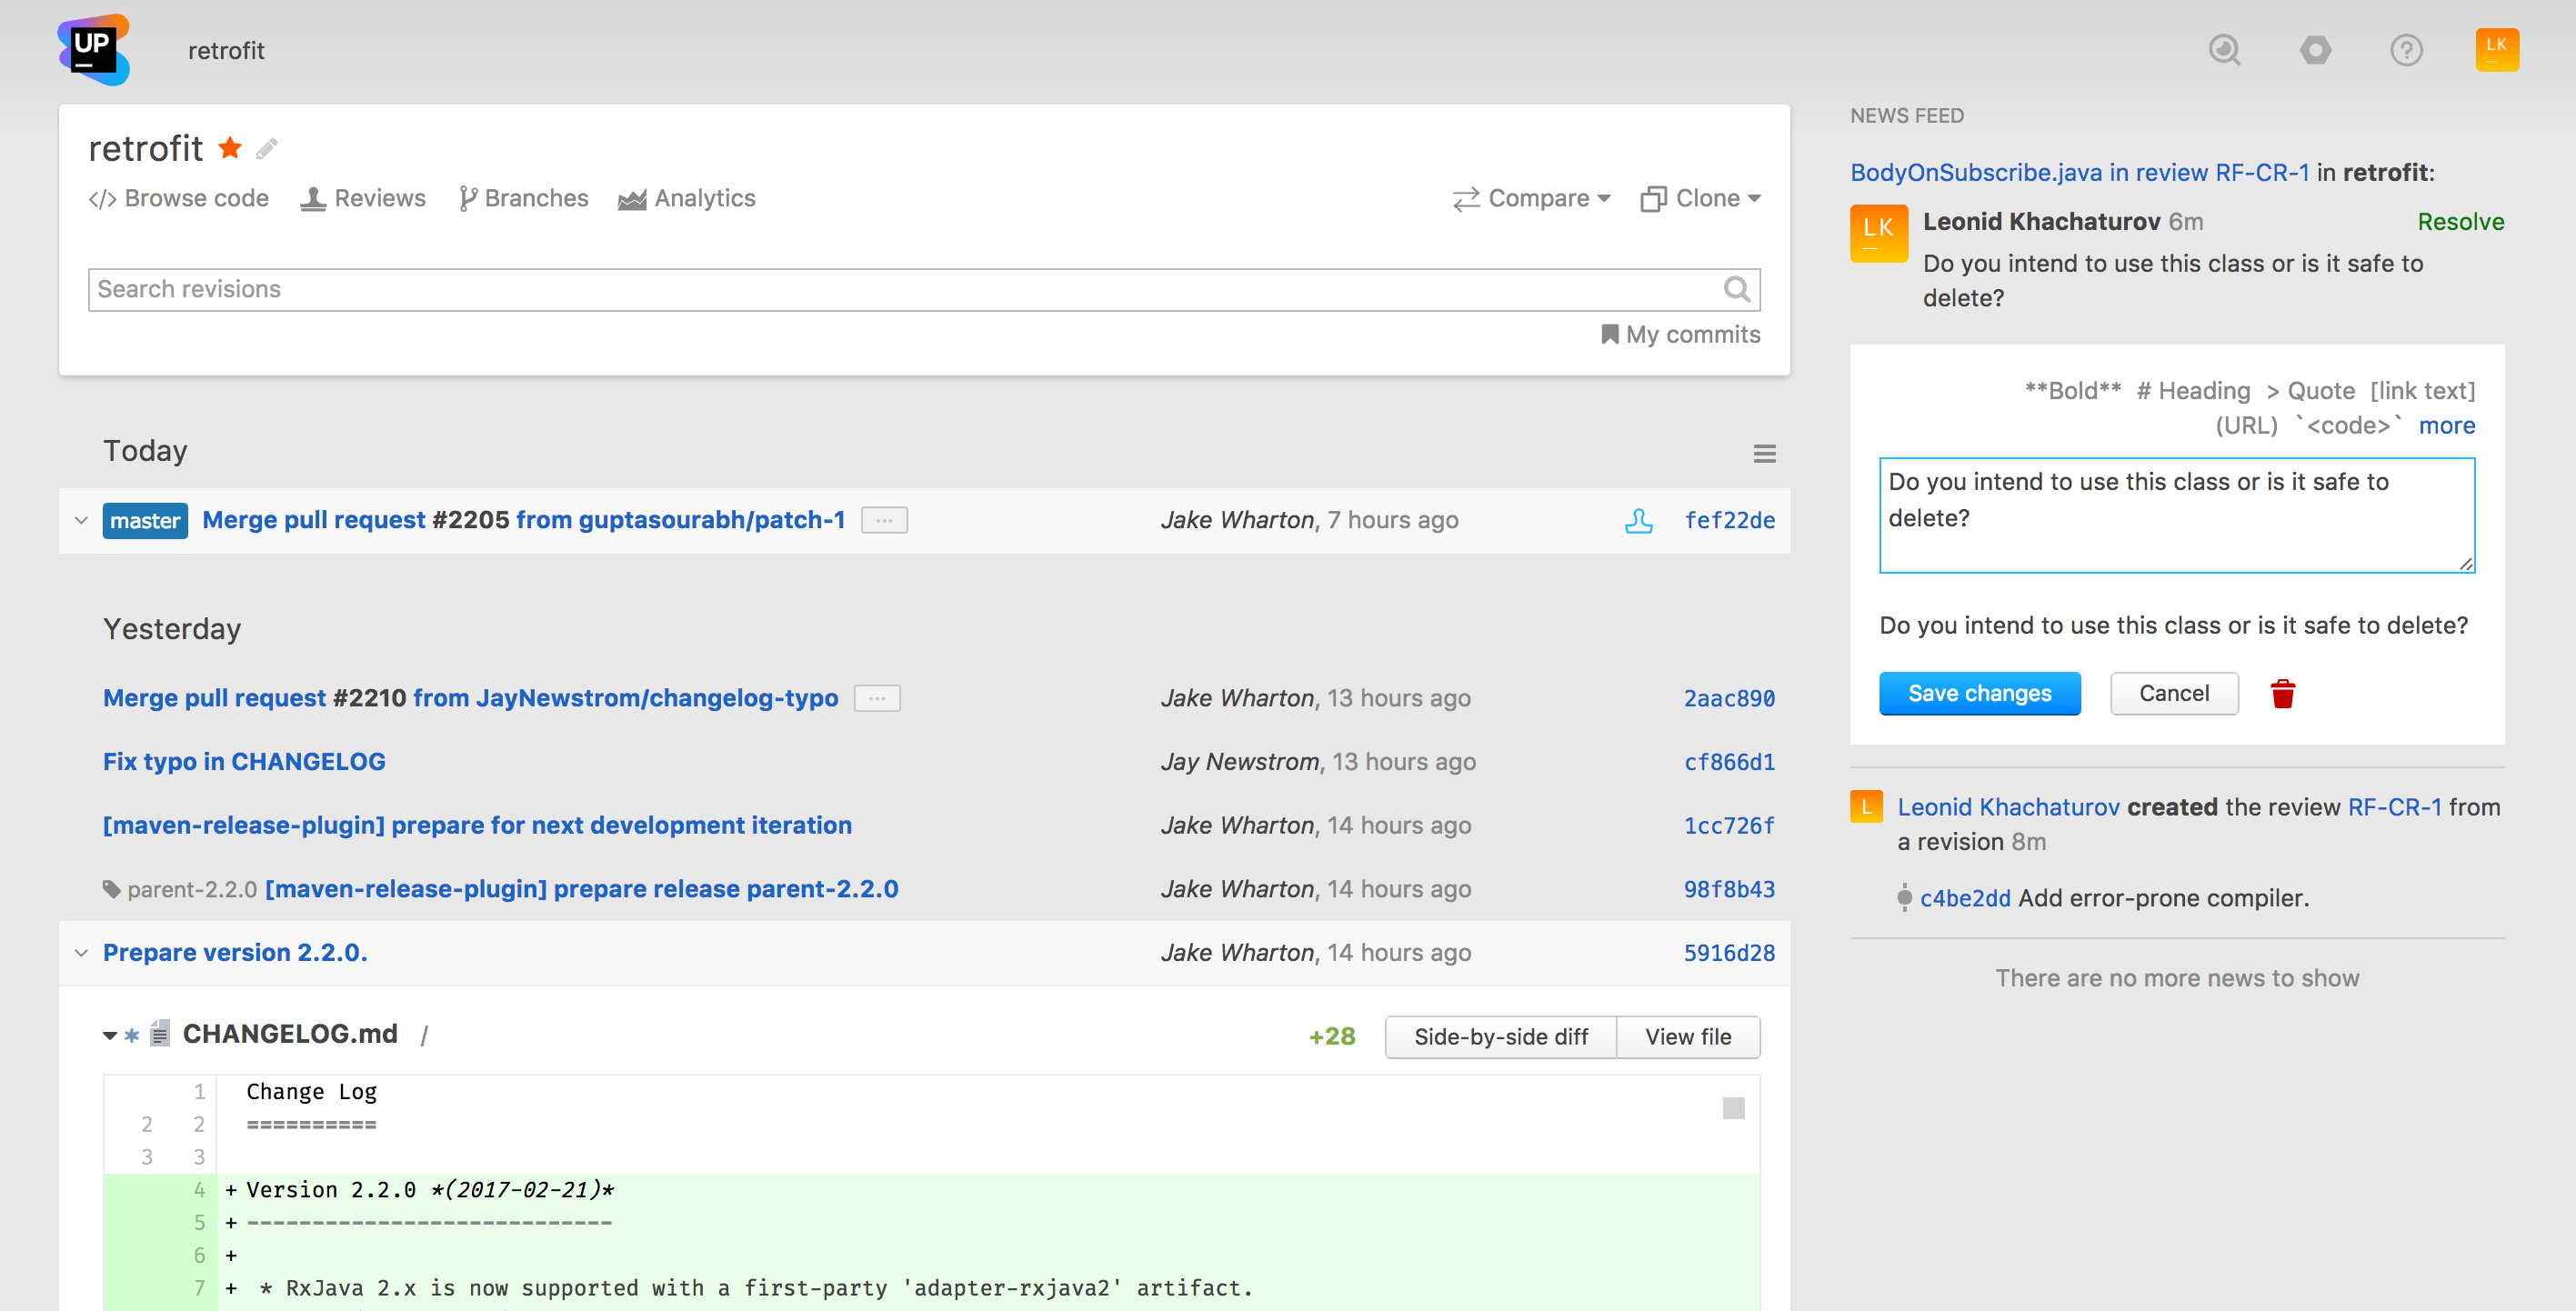 UP
retrofit
LK
retrofit
Browse code
Reviews
Branches
Analytics
Compare
Clone
Search revisions
My commits
Today
master Merge pull request #2205 from guptasourabh/patch-1 ... Jake Wharton, 7 hours ago fef22de
Yesterday
Merge pull request #2210 from JayNewstrom/changelog-typo ... Jake Wharton, 13 hours ago 2aac890
Fix typo in CHANGELOG Jay Newstrom, 13 hours ago cf866d1
[maven-release-plugin] prepare for next development iteration Jake Wharton, 14 hours ago 1cc726f
parent-2.2.0 [maven-release-plugin] prepare release parent-2.2.0 Jake Wharton, 14 hours ago 98f8b43
Prepare version 2.2.0. Jake Wharton, 14 hours ago 5916d28
CHANGELOG.md / +28 Side-by-side diff View file
1 Change Log
2 2 ==========
3 3
4 + Version 2.2.0 *(2017-02-21)*
5 + ----------------------------
6 +
7 + * RxJava 2.x is now supported with a first-party 'adapter-rxjava2' artifact.
NEWS FEED
BodyOnSubscribe.java in review RF-CR-1 in retrofit:
LK
Leonid Khachaturov 6m Resolve
Do you intend to use this class or is it safe to
delete?
**Bold** # Heading > Quote [link text]
(URL) `<code>` more
Do you intend to use this class or is it safe to
delete?
Do you intend to use this class or is it safe to delete?
Save changes Cancel
L
Leonid Khachaturov created the review RF-CR-1 from
a revision 8m
c4be2dd Add error-prone compiler.
There are no more news to show